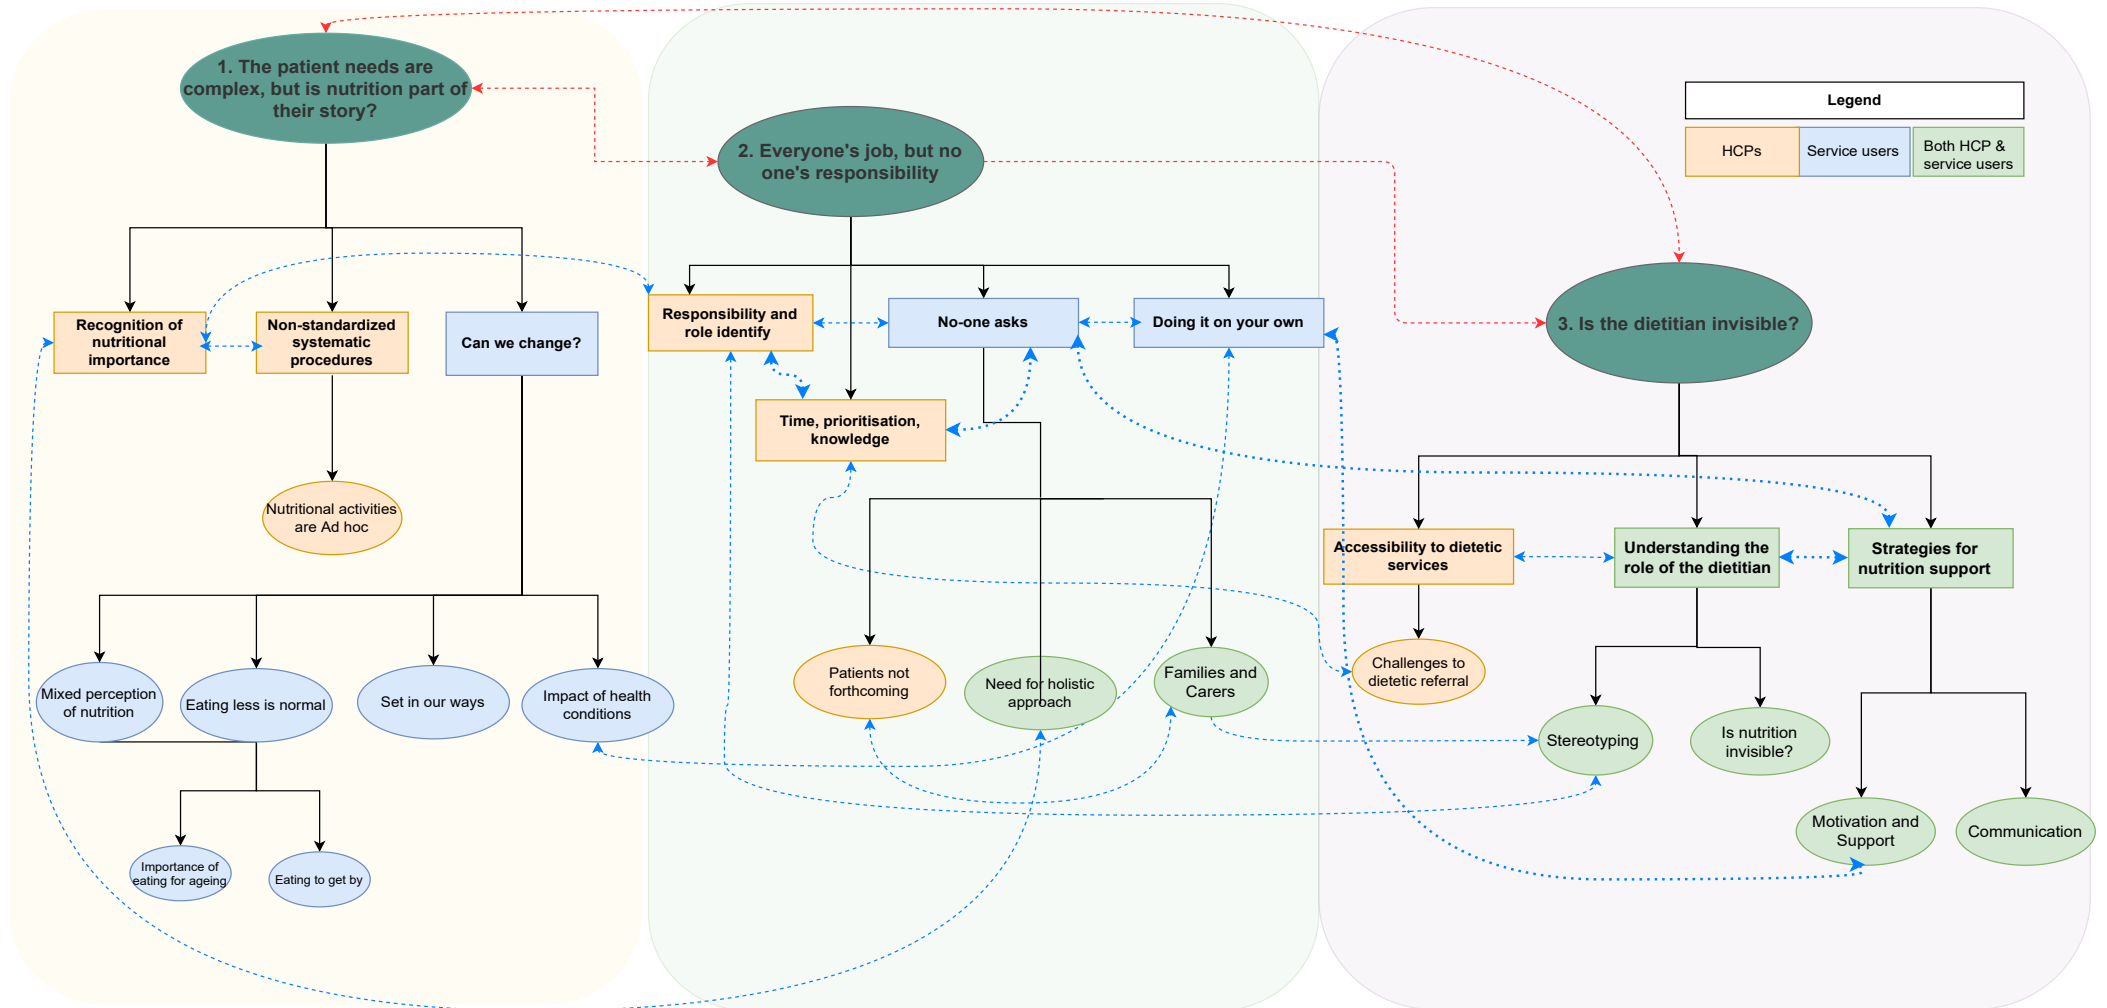 1. The patient needs are
complex, but is nutrition part of
their story?
2. Everyone's job, but no
one's responsibility
Legend
HCPs
Service users
Both HCP &
service users
3. Is the dietitian invisible?
Recognition of
nutritional
importance
Non-standardized
systematic
procedures
Can we change?
Responsibility and
role identify
No-one asks
Doing it on your own
Time, prioritisation,
knowledge
Nutritional activities
are Ad hoc
Accessibility to dietetic
services
Understanding the
role of the dietitian
Strategies for
nutrition support
Mixed perception
of nutrition
Eating less is normal
Set in our ways
Impact of health
conditions
Patients not
forthcoming
Need for holistic
approach
Families and
Carers
Challenges to
dietetic referral
Stereotyping
Is nutrition
invisible?
Importance of
eating for ageing
Eating to get by
Motivation and
Support
Communication